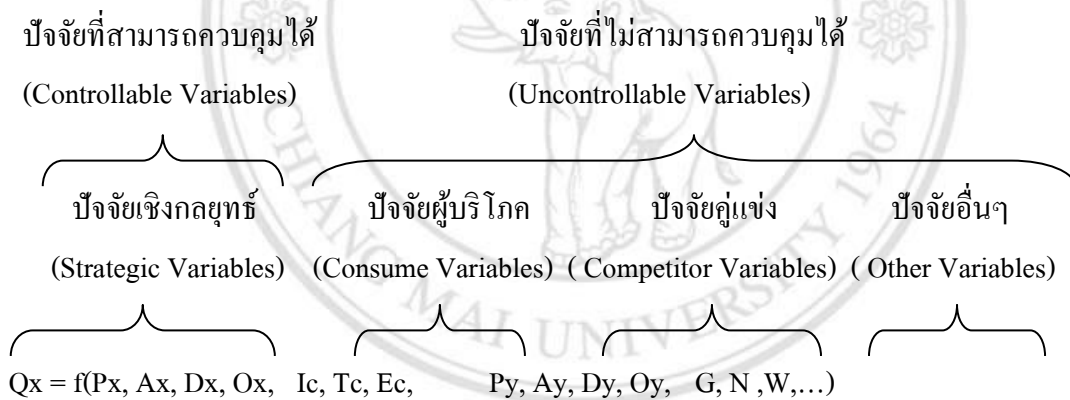 ปัจจัยที่สามารถควบคุมได้ ปัจจัยที่ไม่สามารถควบคุมได้
(Controllable Variables) (Uncontrollable Variables)
ปัจจัยเชิงกลยุทธ์ ปัจจัยผู้บริโภค ปัจจัยคู่แข่ง ปัจจัยอื่นๆ
(Strategic Variables) (Consume Variables) ( Competitor Variables) ( Other Variables)
Qx = f(Px, Ax, Dx, Ox, Ic, Tc, Ec, Py, Ay, Dy, Oy, G, N ,W,…)
CHIANG MAI UNIVERSITY 1964